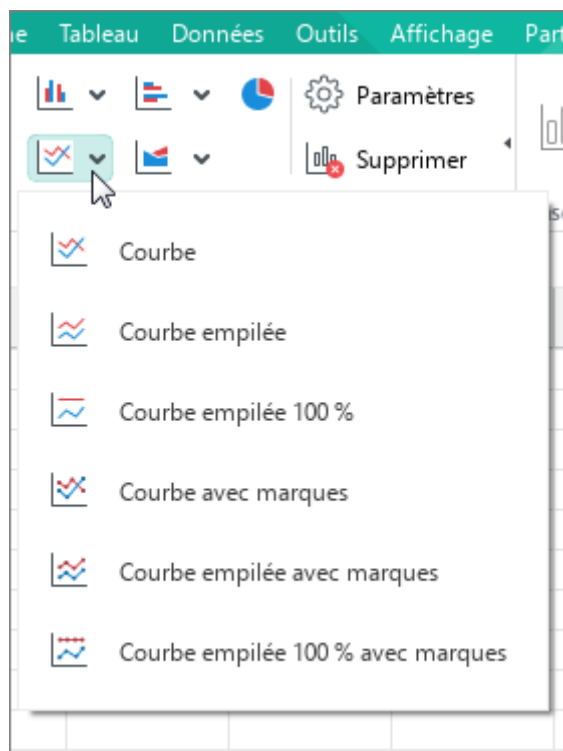 Tableau Données Outils Affichage
Paramètres
Supprimer
Courbe
Courbe empilée
Courbe empilée 100 %
Courbe avec marques
Courbe empilée avec marques
Courbe empilée 100 % avec marques